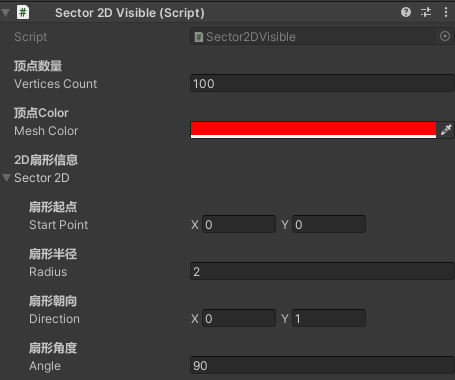 Sector 2D Visible (Script)
Script Sector2DVisible
顶点数量
Vertices Count 100
顶点Color
Mesh Color
2D扇形信息
Sector 2D
扇形起点
Start Point X 0 Y 0
扇形半径
Radius 2
扇形朝向
Direction X 0 Y 1
扇形角度
Angle 90